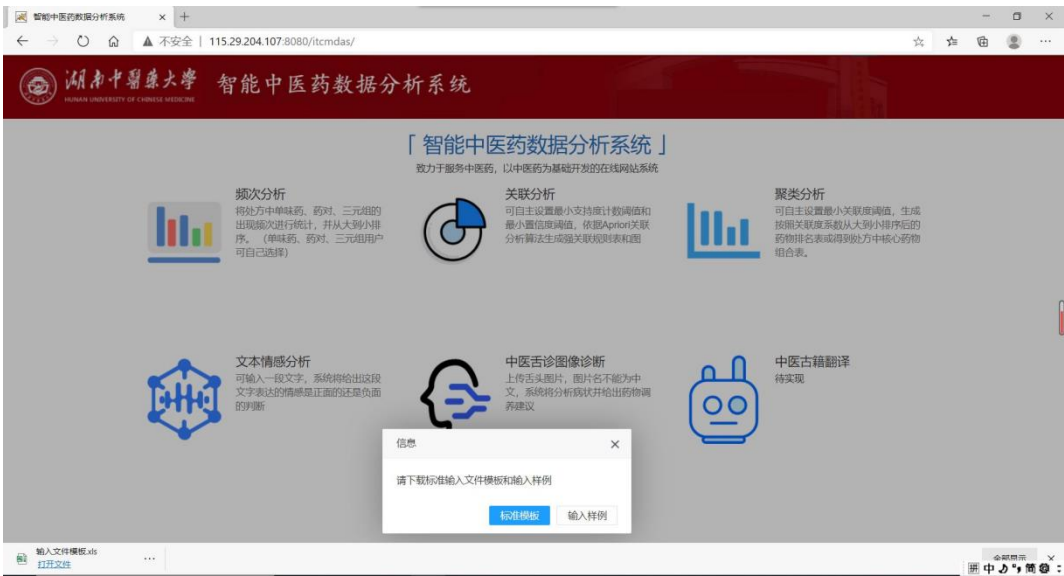 智能中医药数据分析系统
不安全 | 115.29.204.107:8080/itcmdas/
湖南中醫藥大學
HUNAN UNIVERSITY OF CHINESE MEDICINE
智能中医药数据分析系统
「智能中医药数据分析系统」
致力于服务中医药，以中医药为基础开发的在线网站系统
频次分析
将处方中单味药、药对、三元组的
出现频次进行统计，并从大到小排
序。（单味药、药对、三元组用户
可自己选择）
关联分析
可自主设置最小支持度计数阈值和
最小置信度阈值，依据Apriori关联
分析算法生成强关联规则表和图
聚类分析
可自主设置最小关联度阈值，生成
按照关联度系数从大到小排序后的
药物排名表或得到处方中核心药物
组合表。
文本情感分析
可输入一段文字，系统将给出这段
文字表达的情感是正面的还是负面
的判断
中医舌诊图像诊断
上传舌头图片，图片名不能为中
文，系统将分析病状并给出药物调
养建议
中医古籍翻译
待实现
信息
请下载标准输入文件模板和输入样例
标准模板
输入样例
输入文件模板.xls
打开文件
全部显示
拼 中 简